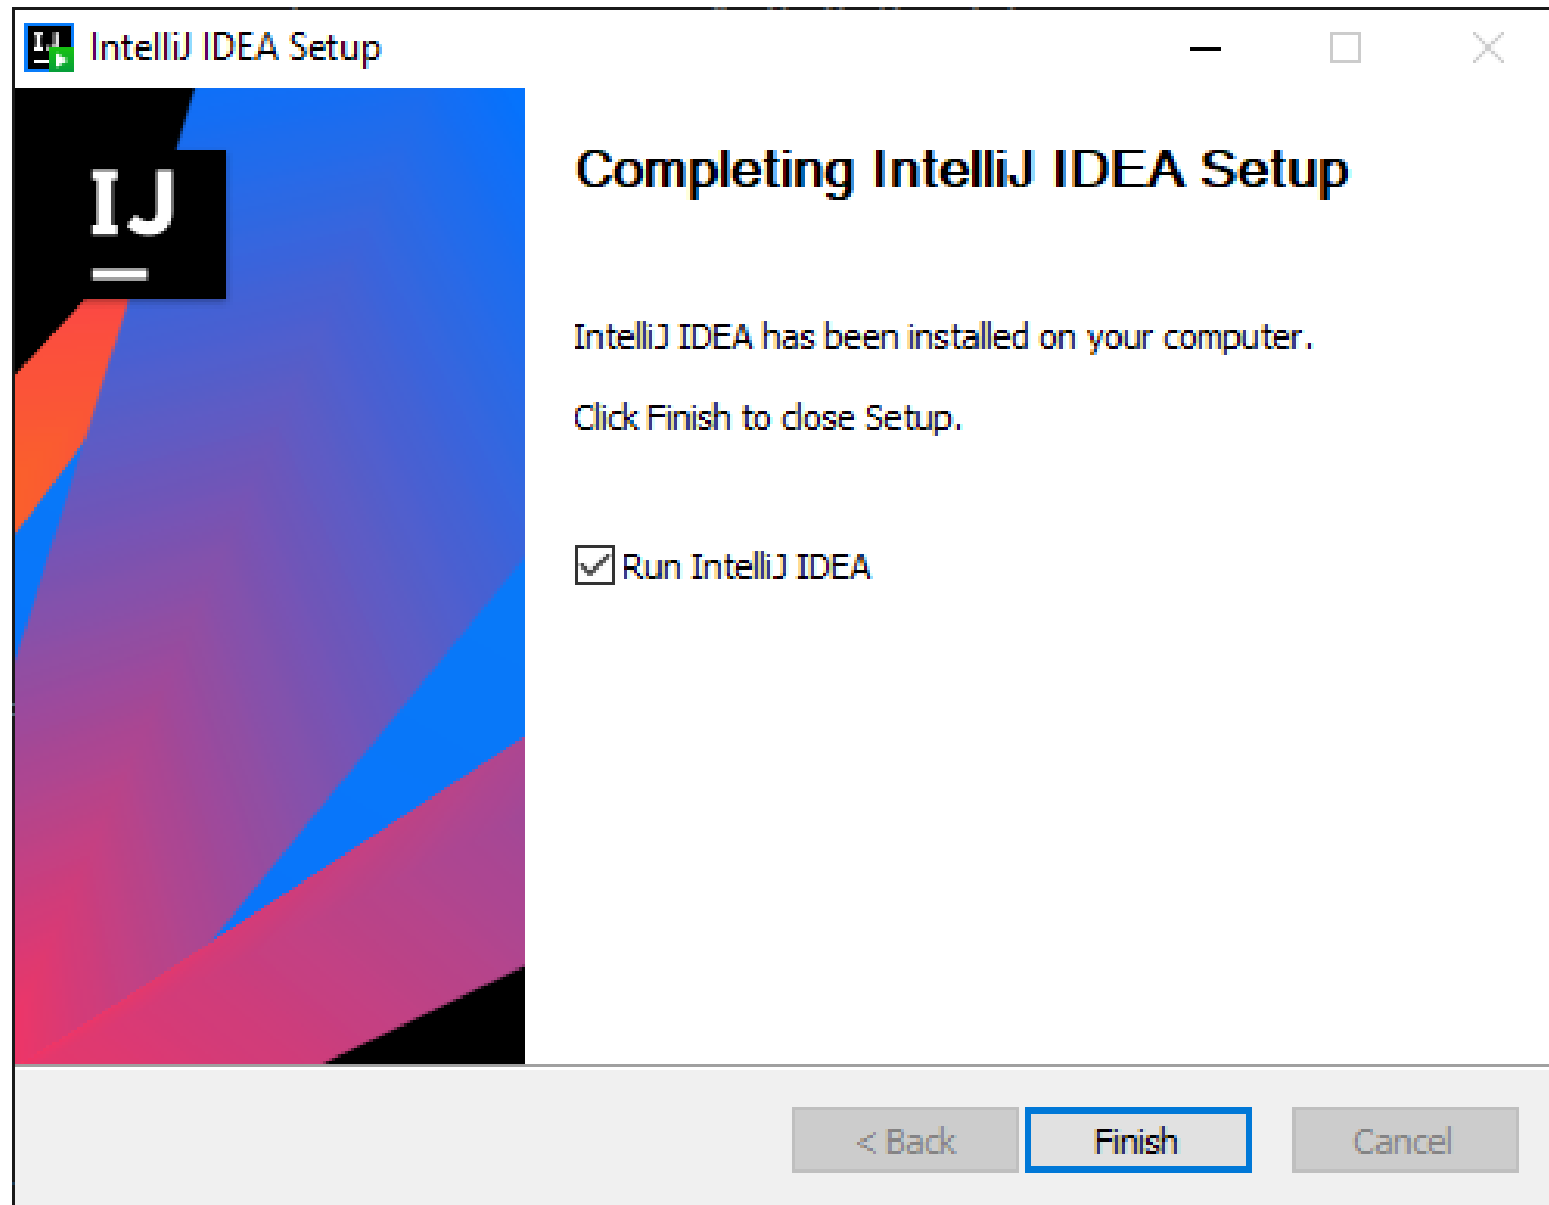 IntelliJ IDEA Setup
IJ
Completing IntelliJ IDEA Setup
IntelliJ IDEA has been installed on your computer.
Click Finish to close Setup.
Run IntelliJ IDEA
< Back
Finish
Cancel